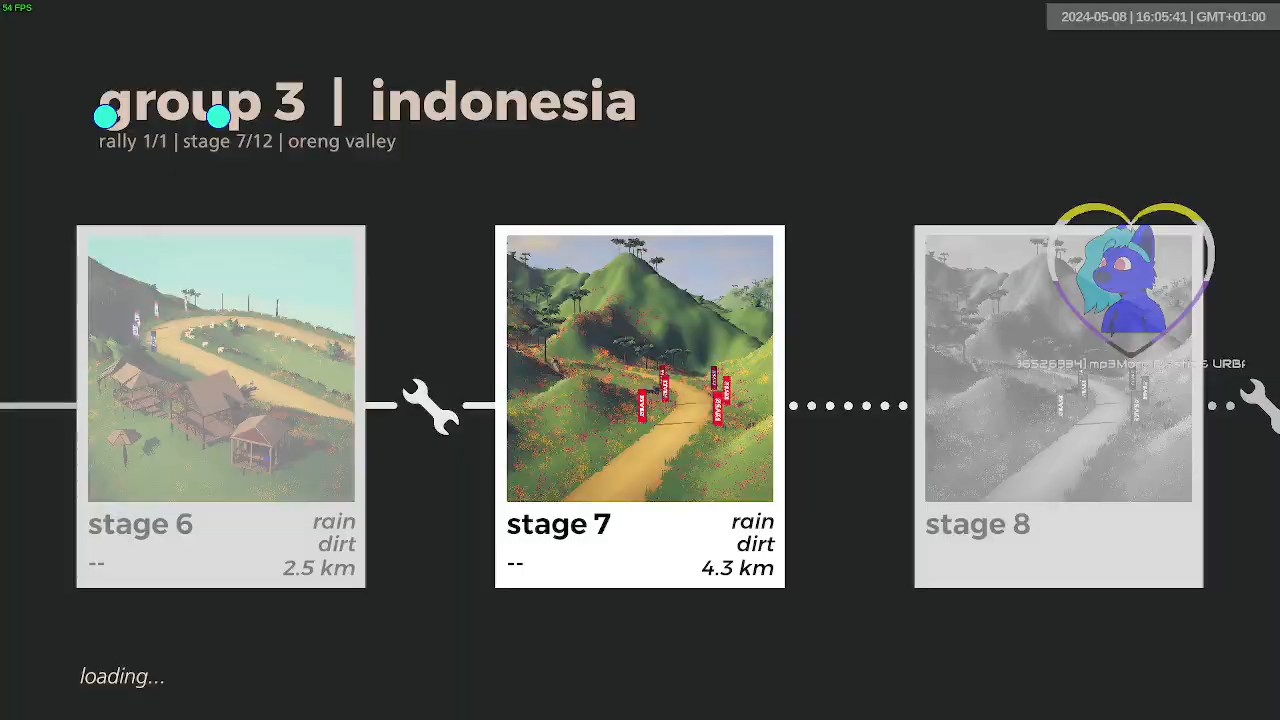 54 FPS
2024-05-08 | 16:05:41 | GMT+01:00
group 3 | indonesia
rally 1/1 | stage 7/12 | oreng valley
stage 6
rain
dirt
--
2.5 km
stage 7
rain
dirt
--
4.3 km
stage 8
loading...